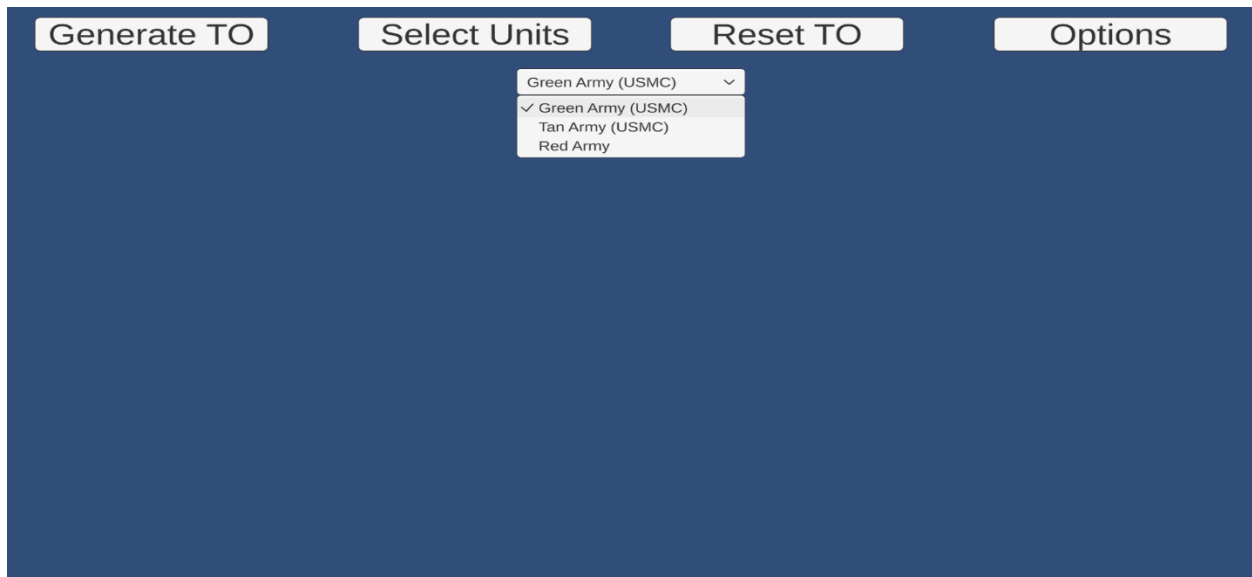 Generate TO
Select Units
Reset TO
Options
Green Army (USMC)
Green Army (USMC)
Tan Army (USMC)
Red Army